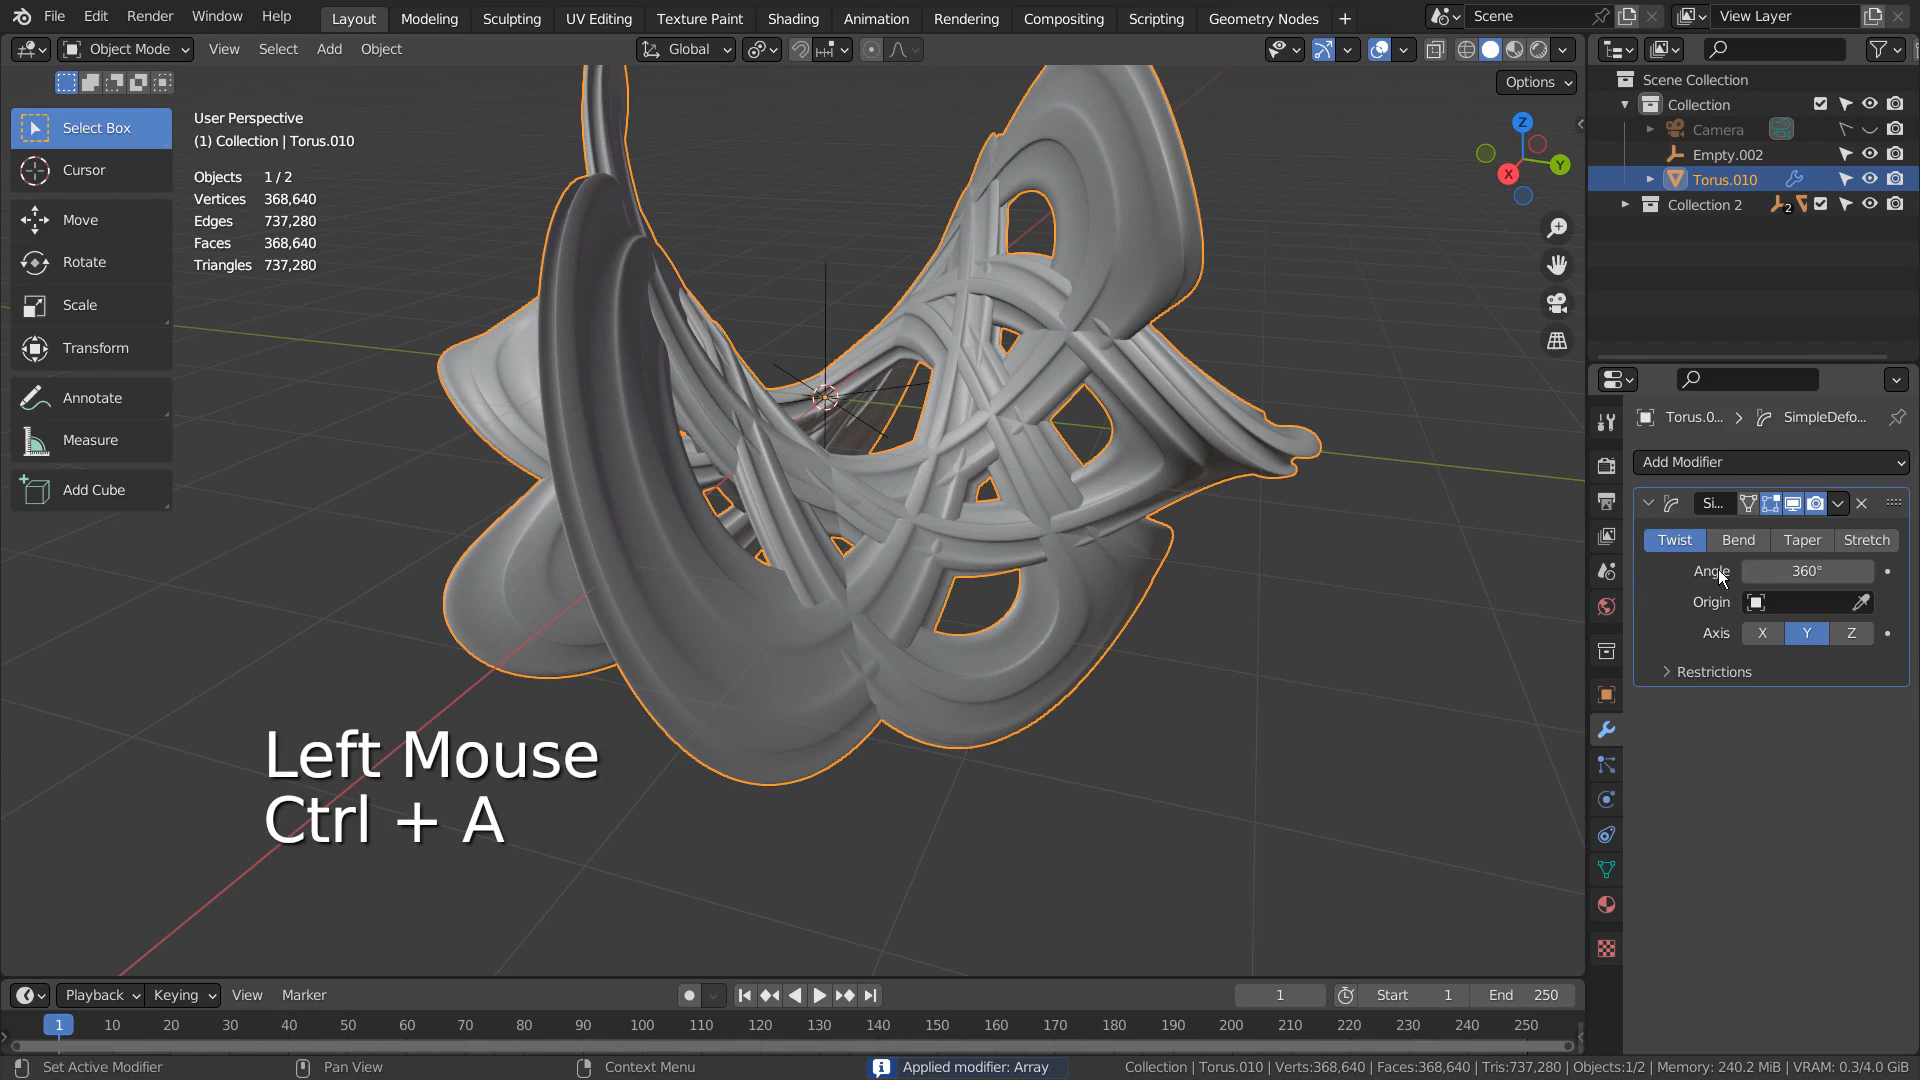 File Edit Render Window Help Layout Modeling Sculpting UV Editing Texture Paint Shading Animation Rendering Compositing Scripting Geometry Nodes + Scene View Layer
Object Mode View Select Add Object Global
Options
Select Box
Cursor
Move
Rotate
Scale
Transform
Annotate
Measure
Add Cube
User Perspective
(1) Collection | Torus.010
Objects 1 / 2
Vertices 368,640
Edges 737,280
Faces 368,640
Triangles 737,280
Z
Y
X
Left Mouse
Ctrl + A
Scene Collection
Collection
Camera
Empty.002
Torus.010
Collection 2 2
Torus.0... SimpleDefo...
Add Modifier
Si...
Twist Bend Taper Stretch
Angle 360°
Origin
Axis X Y Z
Restrictions
Playback Keying View Marker 1 Start 1 End 250
1 10 20 30 40 50 60 70 80 90 100 110 120 130 140 150 160 170 180 190 200 210 220 230 240 250
Set Active Modifier Pan View Context Menu Applied modifier: Array Collection | Torus.010 | Verts:368,640 | Faces:368,640 | Tris:737,280 | Objects:1/2 | Memory: 240.2 MiB | VRAM: 0.3/4.0 GiB